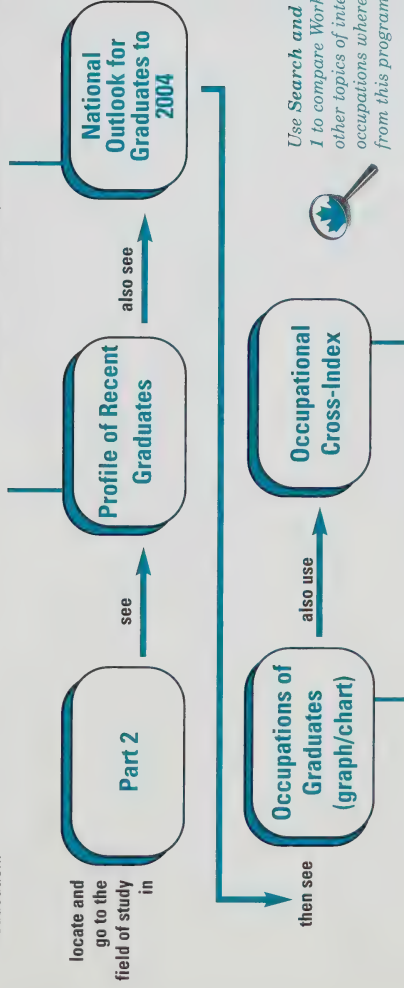 locate and
go to the
field of study
in
Part 2
see
Profile of Recent
Graduates
also see
National
Outlook for
Graduates to
2004
then see
Occupations of
Graduates
(graph/chart)
also use
Occupational
Cross-Index
Use Search and
1 to compare Work
other topics of inte
occupations where
from this program